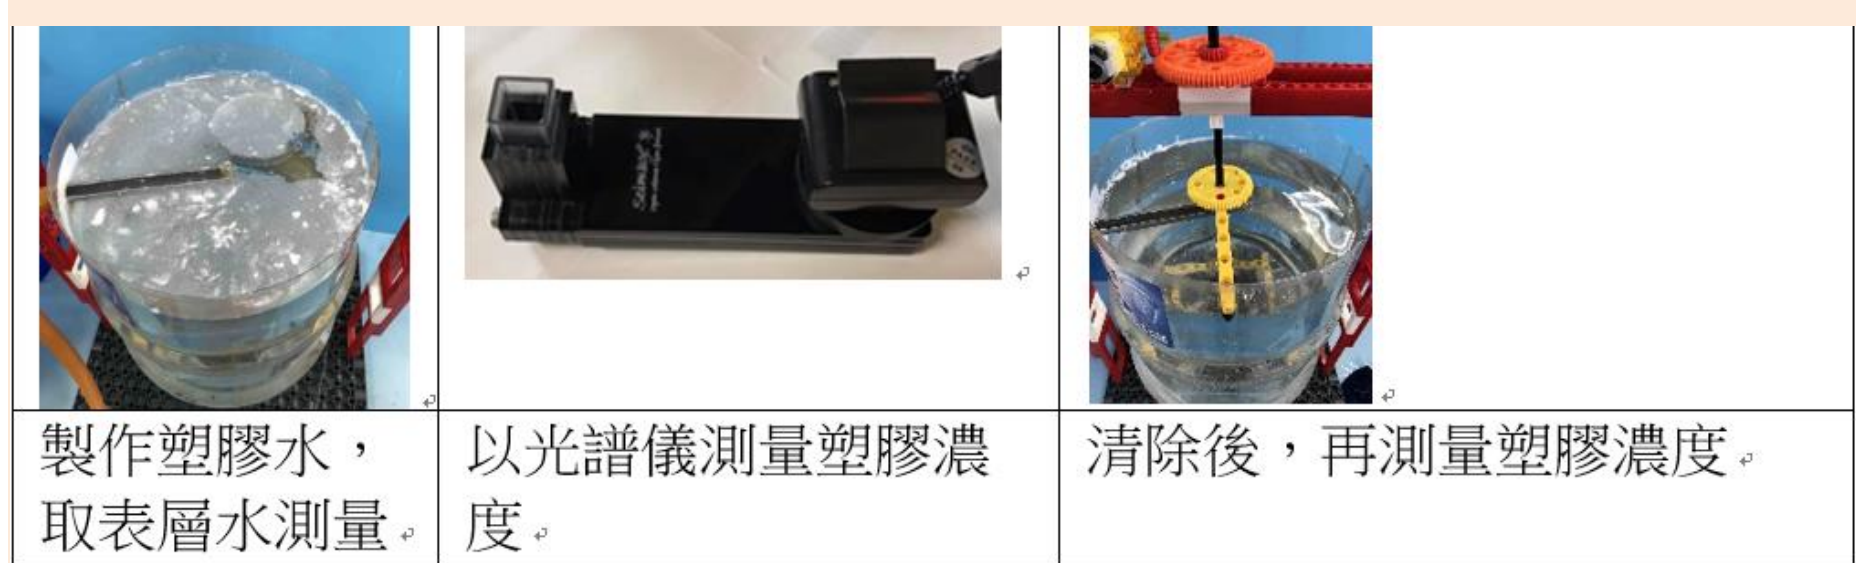 製作塑膠水，
取表層水測量
以光譜儀測量塑膠濃
度
清除後，再測量塑膠濃度